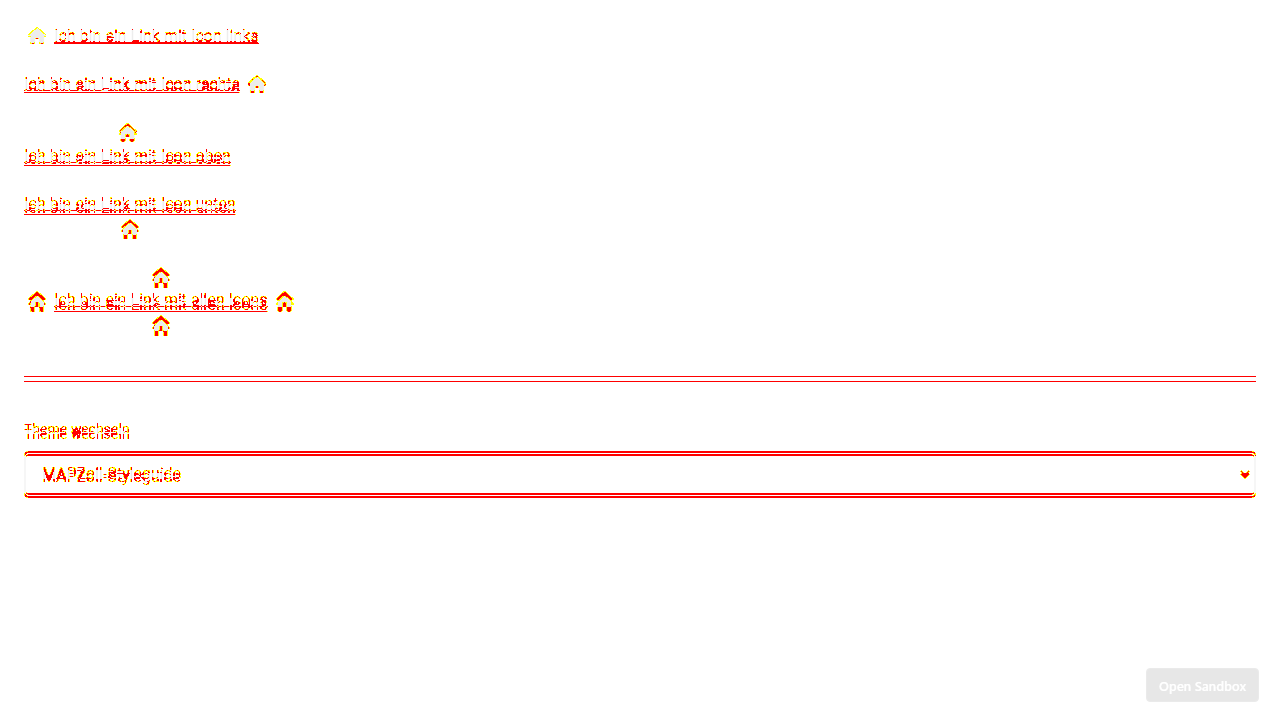 Ich bin ein Link mit Icon links
Ich bin ein Link mit Icon rechts
Ich bin ein Link mit Icon oben
Ich bin ein Link mit Icon unten
Ich bin ein Link mit allen Icons
Theme wechseln
Styleguide
Open Sandbox